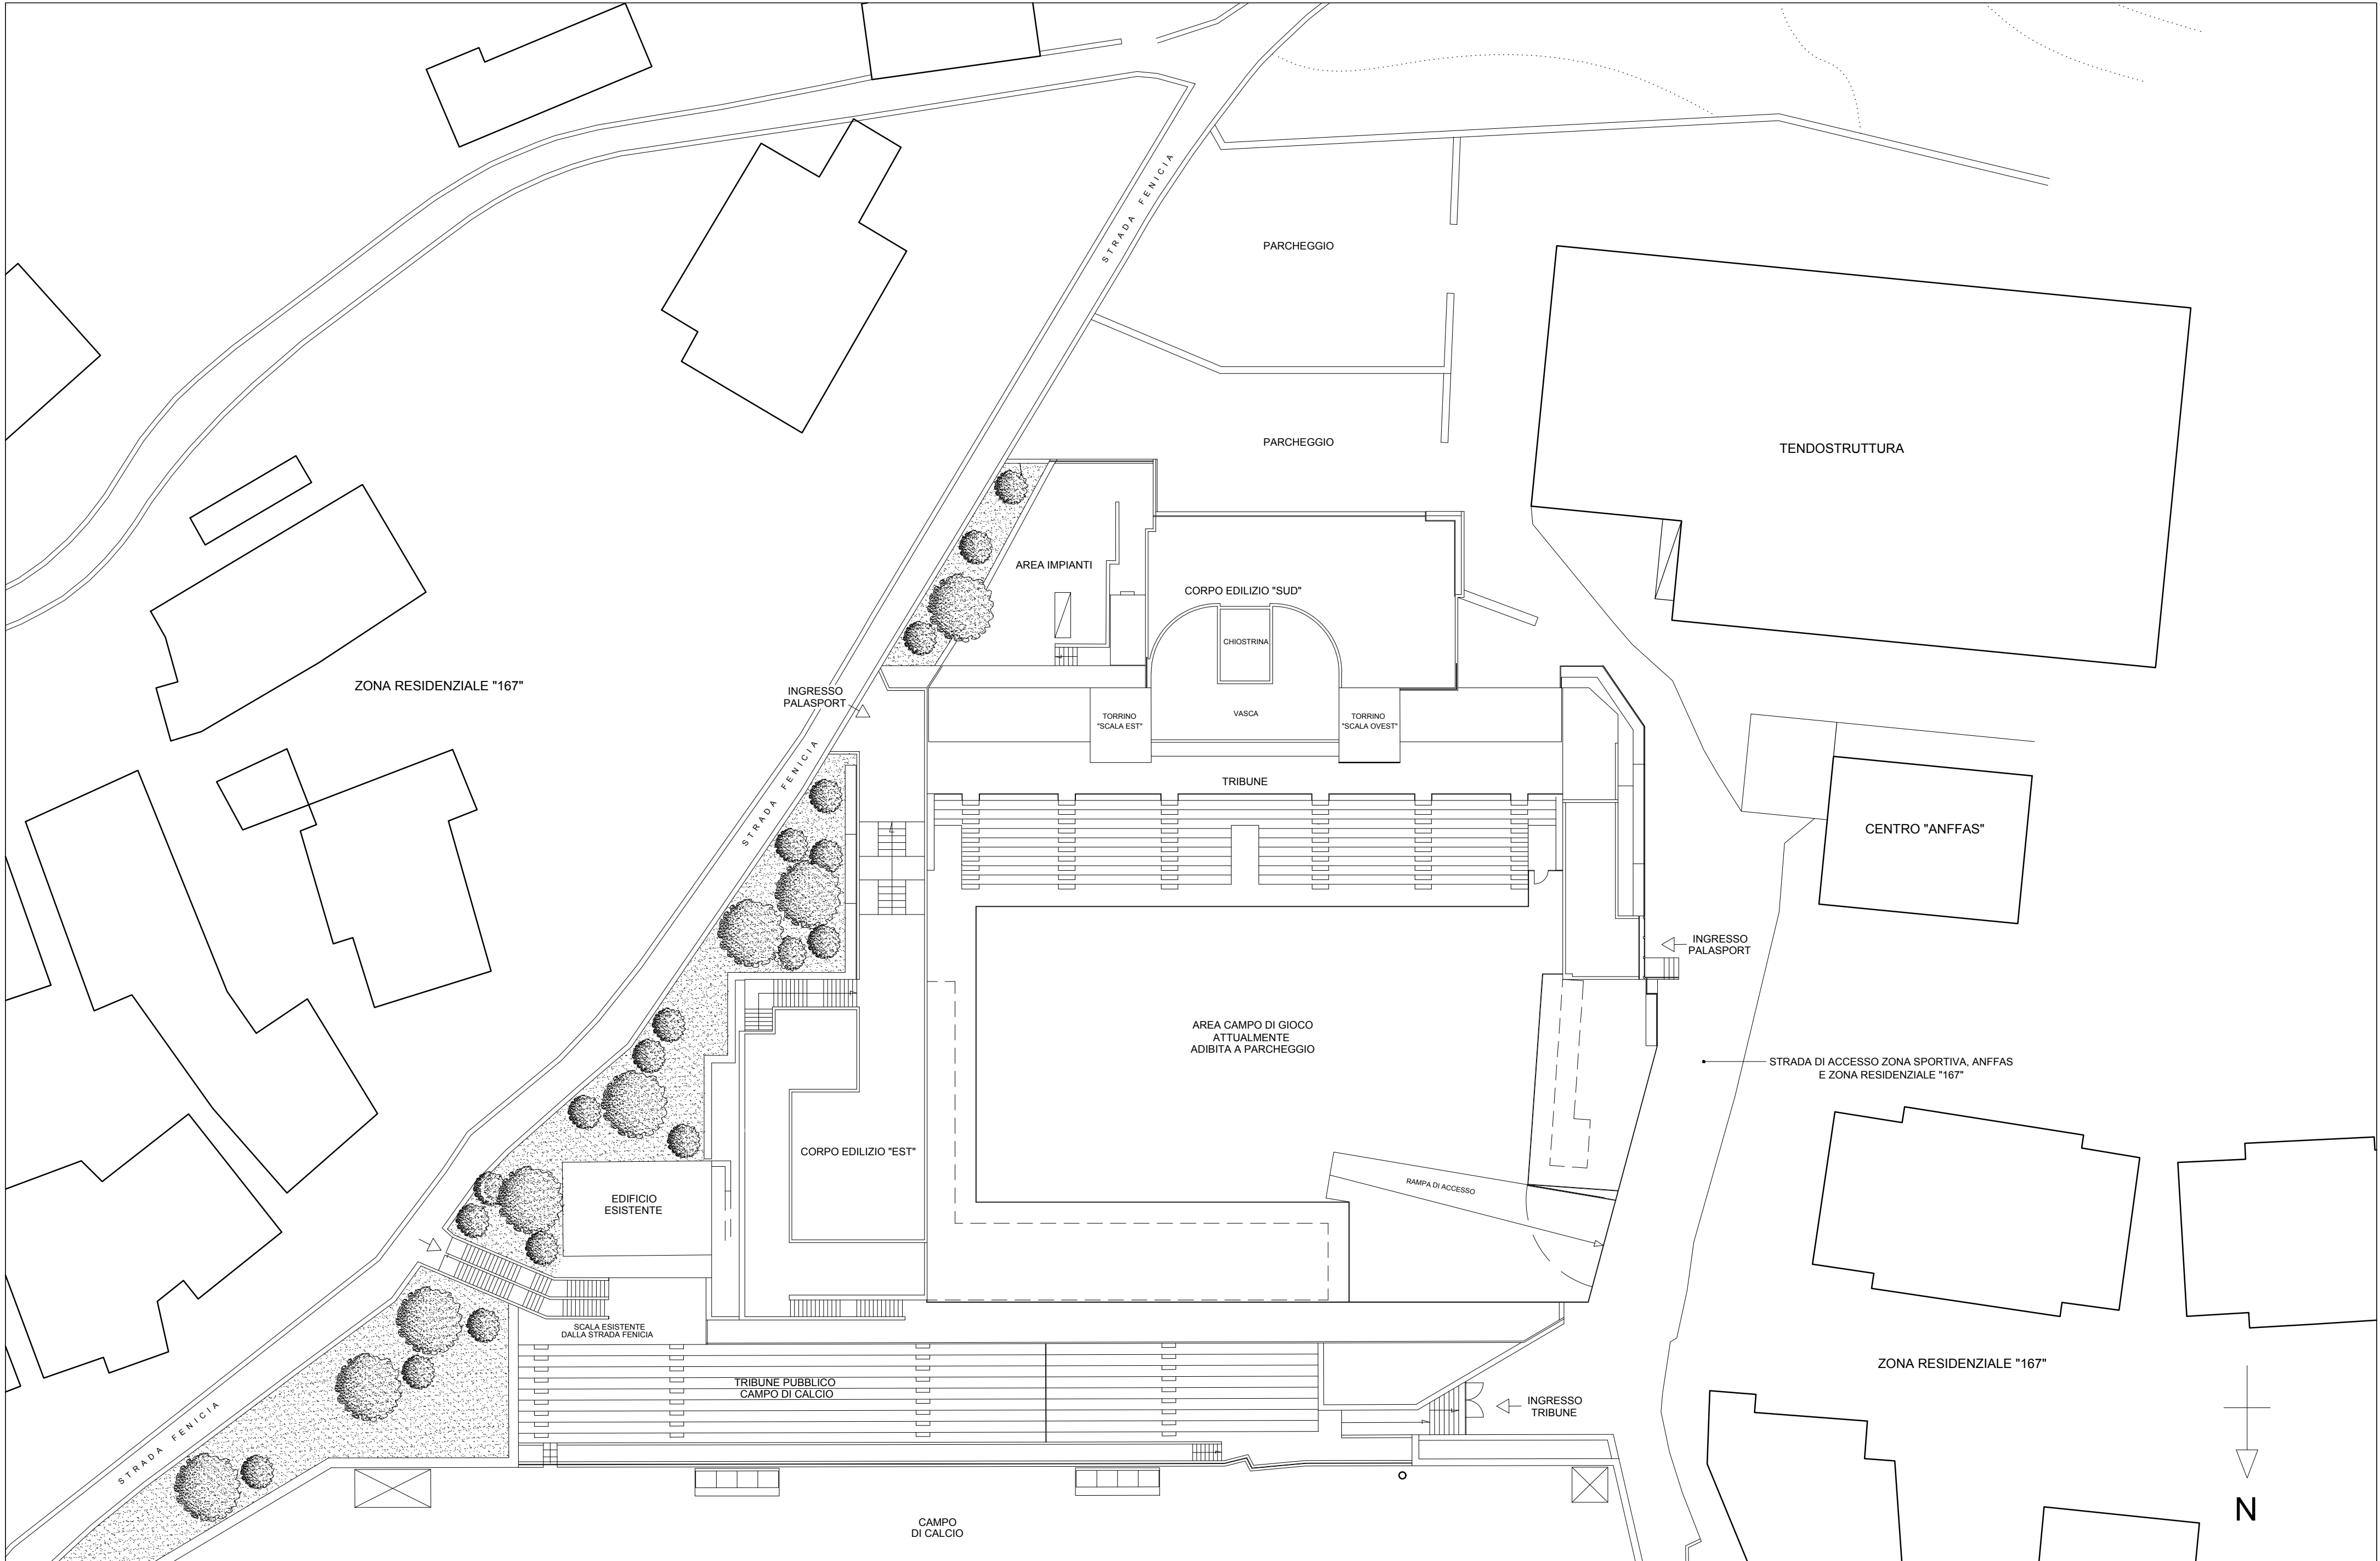 STRADA FENICIA
PARCHEGGIO
PARCHEGGIO
TENDOSTRUTTURA
AREA IMPIANTI
CORPO EDILIZIO "SUD"
CHIOSTRINA
ZONA RESIDENZIALE "167"
INGRESSO
PALASPORT
TORRINO
"SCALA EST"
VASCA
TORRINO
"SCALA OVEST"
STRADA FENICIA
TRIBUNE
CENTRO "ANFFAS"
INGRESSO
PALASPORT
AREA CAMPO DI GIOCO
ATTUALMENTE
ADIBITA A PARCHEGGIO
STRADA DI ACCESSO ZONA SPORTIVA, ANFFAS
E ZONA RESIDENZIALE "167"
CORPO EDILIZIO "EST"
RAMPA DI ACCESSO
EDIFICIO
ESISTENTE
SCALA ESISTENTE
DALLA STRADA FENICIA
ZONA RESIDENZIALE "167"
TRIBUNE PUBBLICO
CAMPO DI CALCIO
INGRESSO
TRIBUNE
STRADA FENICIA
N
CAMPO
DI CALCIO